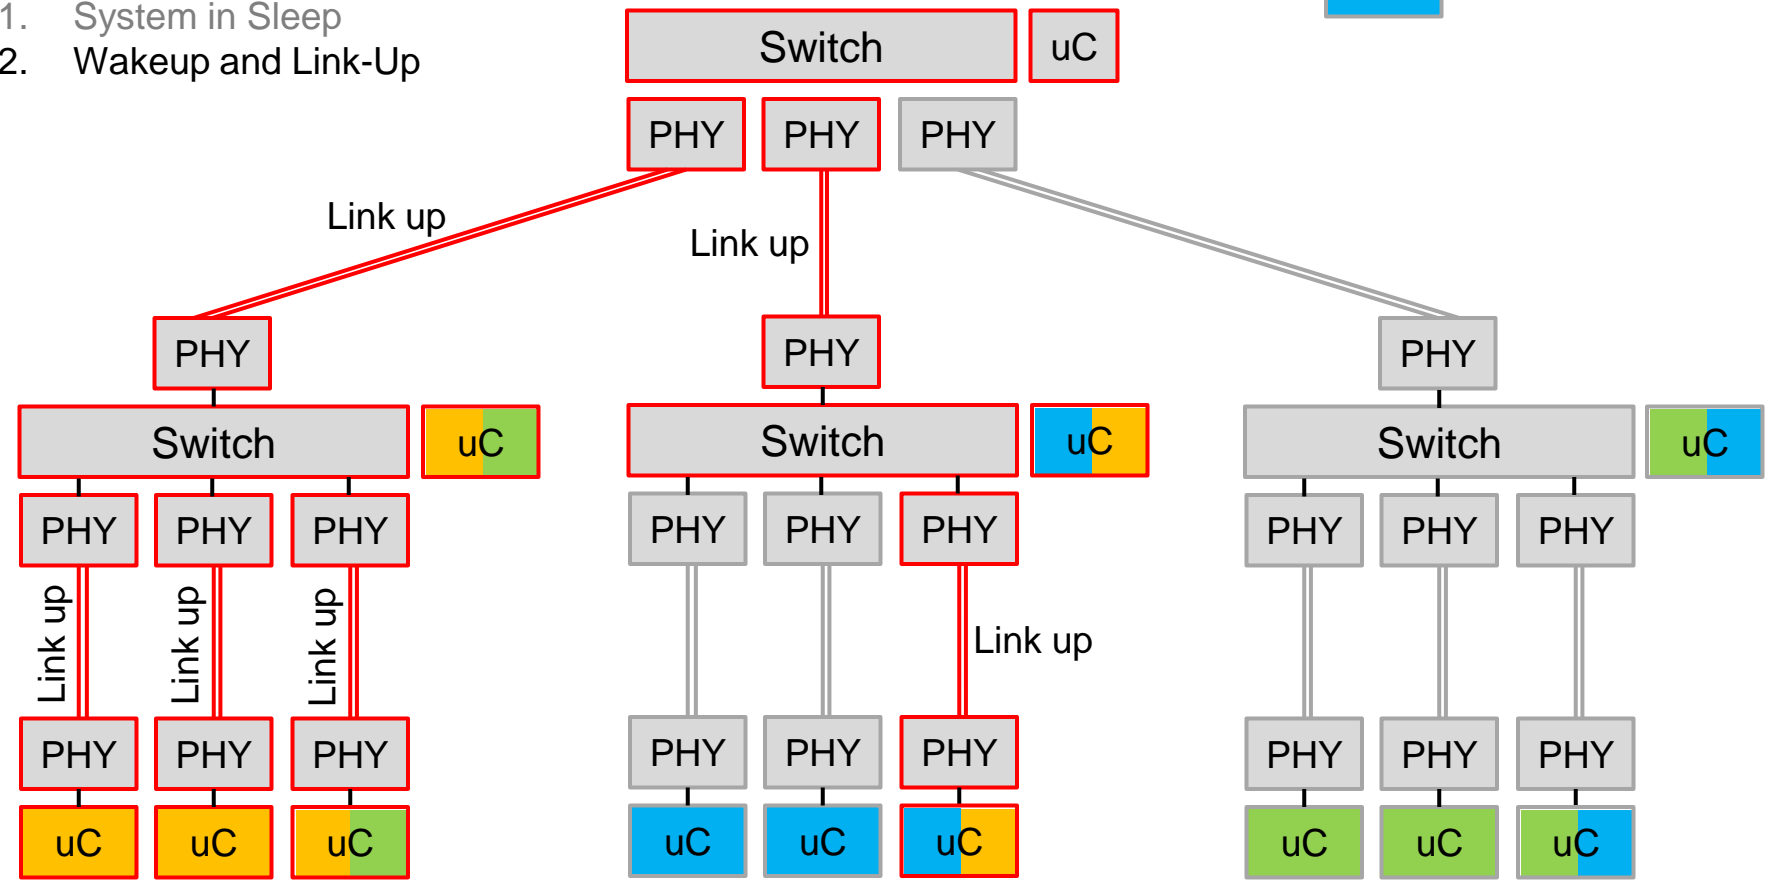 1. System in Sleep
2. Wakeup and Link-Up
Switch uC
PHY PHY PHY
Link up
Link up
PHY PHY PHY
Switch uC Switch uC Switch uC
PHY PHY PHY PHY PHY PHY PHY PHY PHY
Link up Link up Link up Link up
PHY PHY PHY PHY PHY PHY PHY PHY PHY
uC uC uC uC uC uC uC uC uC